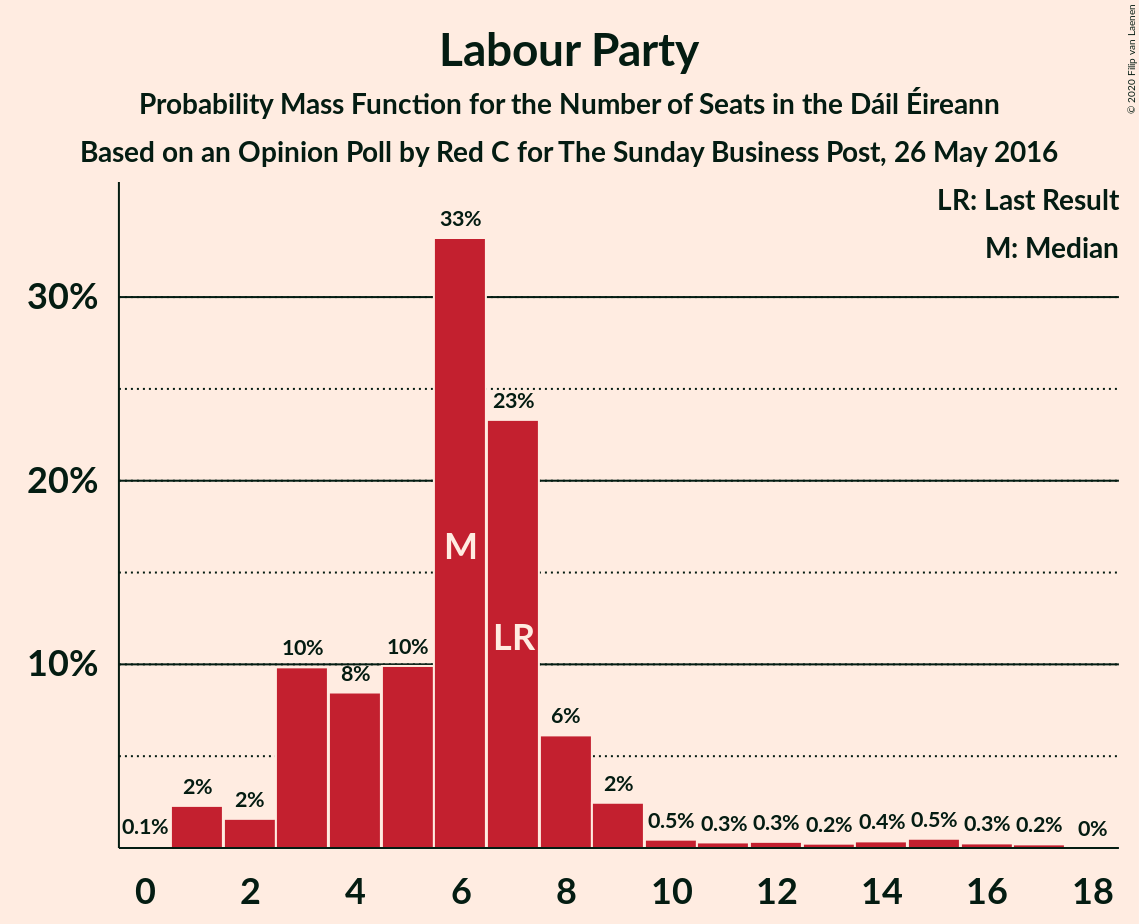 Labour Party
Probability Mass Function for the Number of Seats in the Dáil Éireann
Based on an Opinion Poll by Red C for The Sunday Business Post, 26 May 2016
© 2020 Filip van Laenen
LR: Last Result
M: Median
33%
30%
23%
20%
M
LR
10%
10%
10%
8%
6%
2%
2%
2%
0.1%
0.5%
0.3%
0.3%
0.2%
0.4%
0.5%
0.3%
0.2%
0%
0 2 4 6 8 10 12 14 16 18